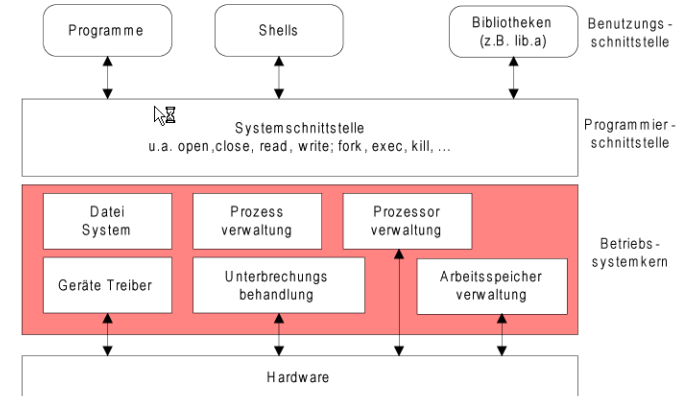 Programme
Shells
Bibliotheken
(z.B. lib.a)
Benutzungs-
schnittstelle
Systemschnittstelle
u.a. open,close, read, write; fork, exec, kill, ...
Programmier-
schnittstelle
Datei
System
Prozess
verwaltung
Prozessor
verwaltung
Betriebs-
systemkern
Geräte Treiber
Unterbrechungs
behandlung
Arbeitsspeicher
verwaltung
Hardware